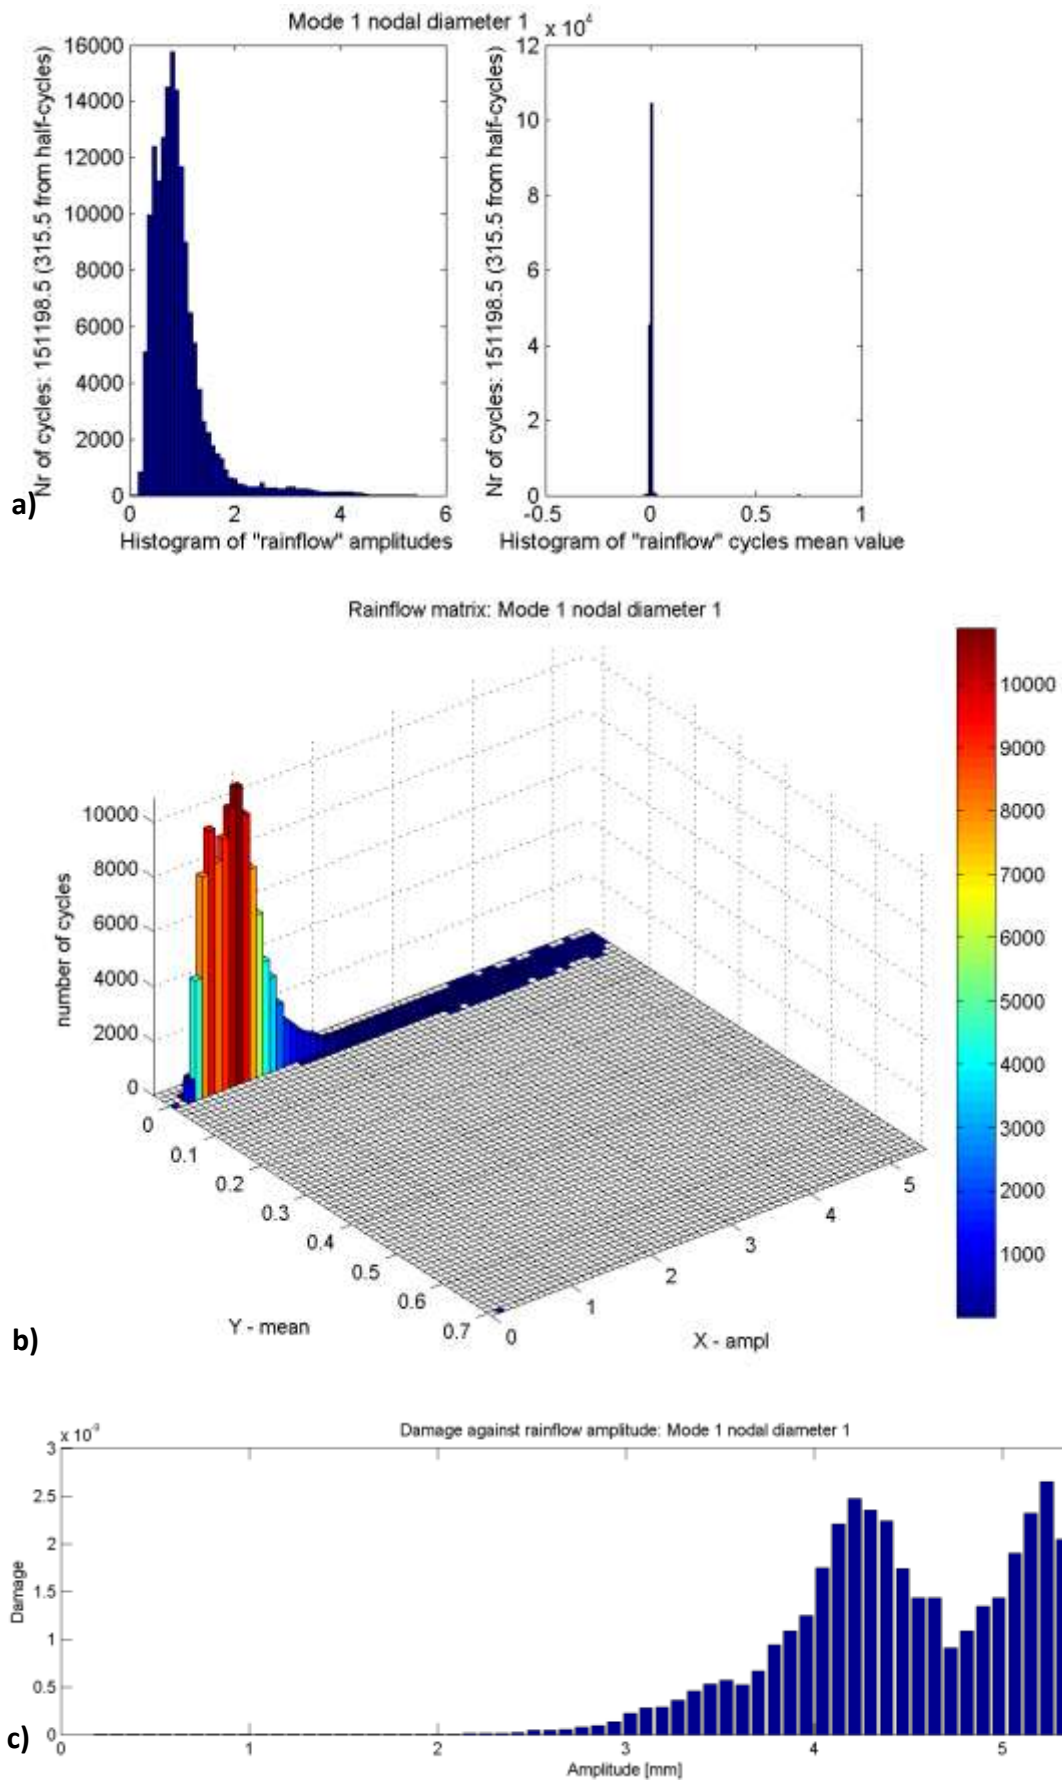 Mode 1 nodal diameter 1
x 10^4
Nr of cycles: 151198.5 (315.5 from half-cycles)
16000
14000
12000
10000
8000
6000
4000
2000
0
0 2 4 6
Histogram of "rainflow" amplitudes
Nr of cycles: 151198.5 (315.5 from half-cycles)
12
10
8
6
4
2
0
-0.5 0 0.5 1
Histogram of "rainflow" cycles mean value
a)
Rainflow matrix: Mode 1 nodal diameter 1
number of cycles
10000
8000
6000
4000
2000
0
0
0.1
0.2
0.3
0.4
0.5
0.6
0.7
Y - mean
0
1
2
3
4
5
X - ampl
10000
9000
8000
7000
6000
5000
4000
3000
2000
1000
b)
Damage against rainflow amplitude: Mode 1 nodal diameter 1
Damage
3
2.5
2
1.5
1
0.5
0
0 1 2 3 4 5
Amplitude [mm]
c)